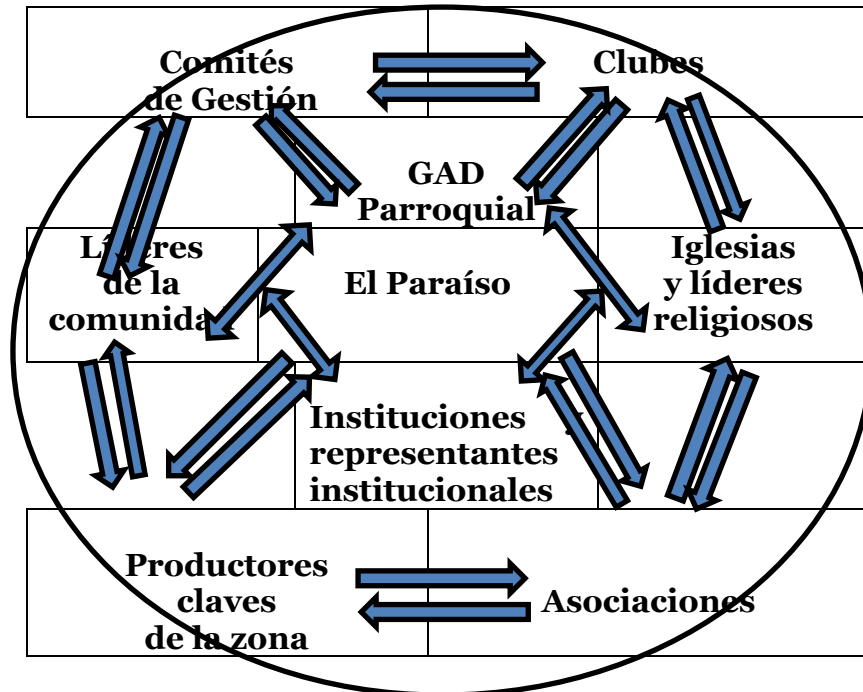 Comités
de Gestión
Clubes
GAD
Parroquial
Líderes
de la
comunidad
El Paraíso
Iglesias
y líderes
religiosos
Instituciones y
representantes
institucionales
Productores
claves
de la zona
Asociaciones